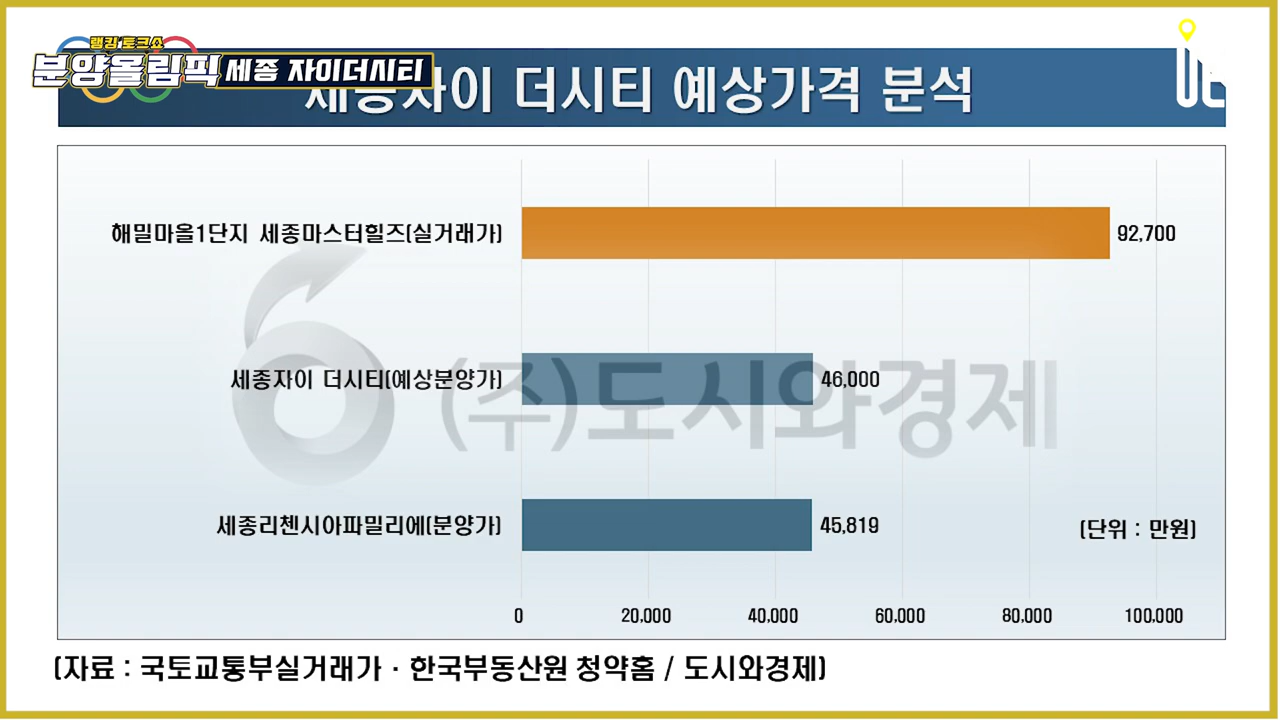 랭킹 토크쇼
분양올림픽 세종 자이더시티
세종자이 더시티 예상가격 분석
해밀마을1단지 세종마스터힐즈(실거래가) 92,700
세종자이 더시티(예상분양가) 46,000
(주)도시와경제
세종리첸시아파밀리에(분양가) 45,819
(단위 : 만원)
0 20,000 40,000 60,000 80,000 100,000
(자료 : 국토교통부실거래가 · 한국부동산원 청약홈 / 도시와경제)